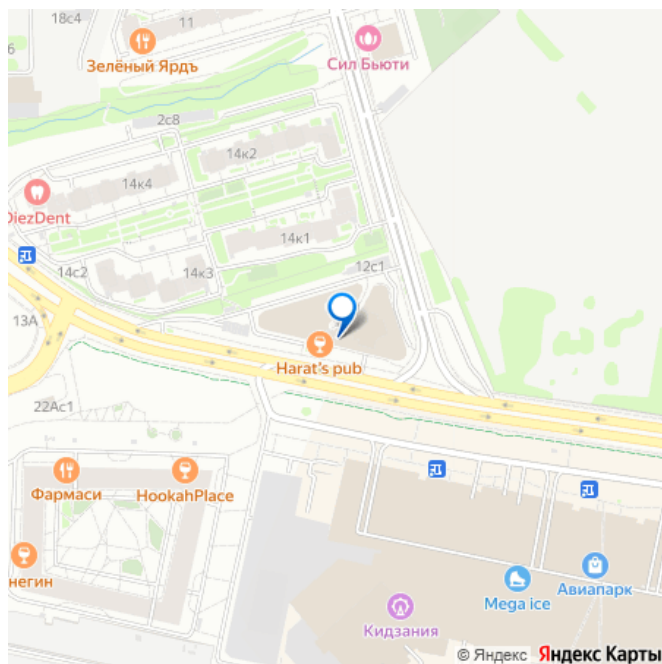 18с4
11
6
Зелёный Ярдъ
Сил Бьюти
2с8
14к2
14к4
DiezDent
14к1
14с2
14к3
12с1
13А
Harat's pub
22Ас1
Фармаси
HookahPlace
негин
Mega ice
Авиапарк
Кидзания
© Яндекс Яндекс Карты